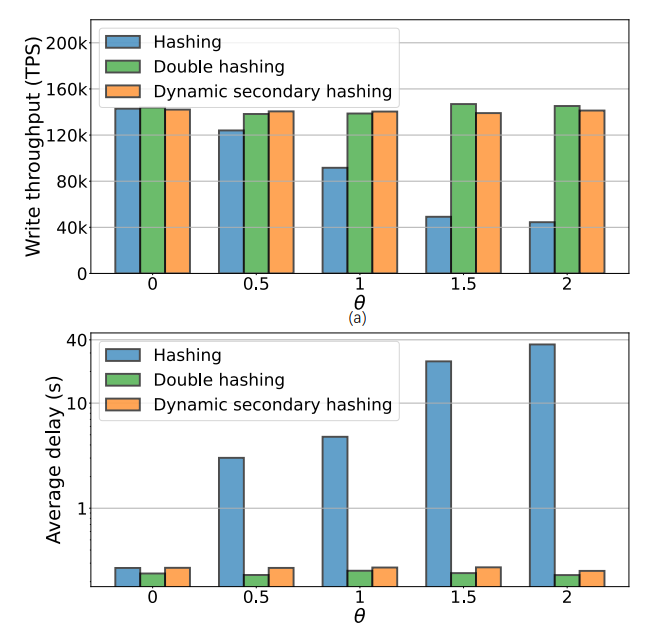 Write throughput (TPS)
200k
160k
120k
80k
40k
0
Hashing
Double hashing
Dynamic secondary hashing
0 0.5 1 1.5 2
θ
(a)
Average delay (s)
40
10
1
Hashing
Double hashing
Dynamic secondary hashing
0 0.5 1 1.5 2
θ